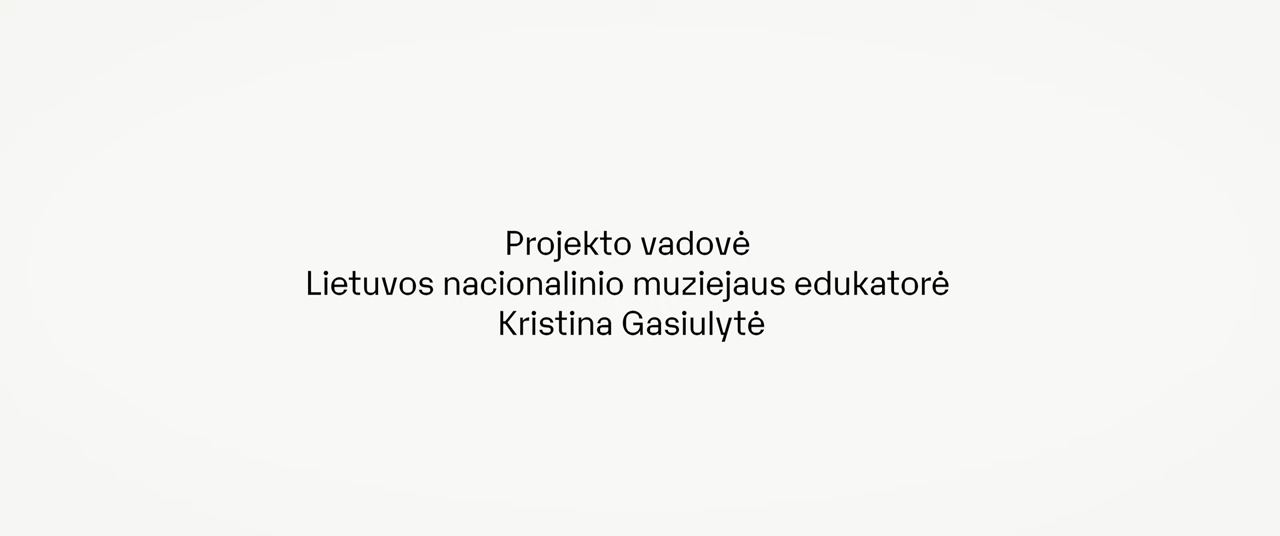 Projekto vadovė
Lietuvos nacionalinio muziejaus edukatorė
Kristina Gasiulytė